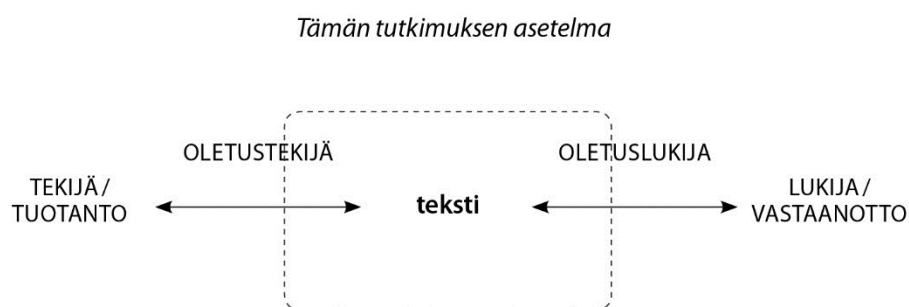 Tämän tutkimuksen asetelma
OLETUSTEKIJÄ
OLETUSLUKIJA
TEKIJÄ /
TUOTANTO
teksti
LUKIJA /
VASTAANOTTO